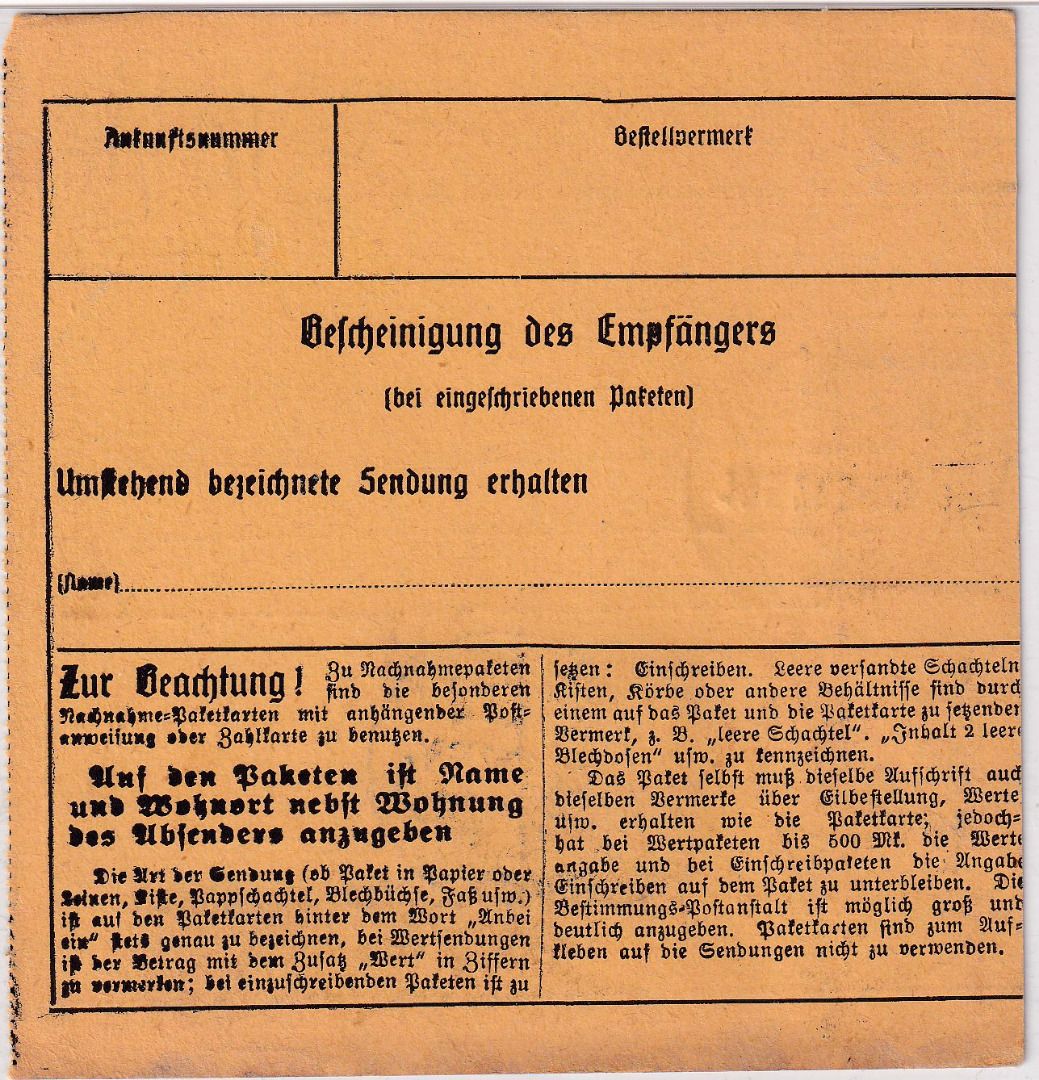 Ankunftsnummer
Bestellvermerk
Bescheinigung des Empfängers
(bei eingeschriebenen Paketen)
Umstehend bezeichnete Sendung erhalten
(Name)
Zur Beachtung! Zu Nachnahmepaketen
sind die besonderen
Nachnahme-Paketkarten mit anhängender Post-
anweisung oder Zahlkarte zu benutzen.
Auf den Paketen ist Name
und Wohnort nebst Wohnung
des Absenders anzugeben
Die Art der Sendung (ob Paket in Papier oder
Leinen, Kiste, Pappschachtel, Blechbüchse, Faß usw.)
ist auf den Paketkarten hinter dem Wort „Anbei
ein“ stets genau zu bezeichnen, bei Wertsendungen
ist der Betrag mit dem Zusatz „Wert“ in Ziffern
zu vermerken; bei einzuschreibenden Paketen ist zu
setzen: Einschreiben. Leere versandte Schachteln
Kisten, Körbe oder andere Behältnisse sind durch
einem auf das Paket und die Paketkarte zu setzenden
Vermerk, z. B. „leere Schachtel“. „Inhalt 2 leere
Blechdosen“ usw. zu kennzeichnen.
Das Paket selbst muß dieselbe Aufschrift auch
dieselben Vermerke über Eilbestellung, Werte
usw. erhalten wie die Paketkarte; jedoch-
hat bei Wertpaketen bis 500 Mk. die Werte
angabe und bei Einschreibpaketen die Angabe
Einschreiben auf dem Paket zu unterbleiben. Die
Bestimmungs-Postanstalt ist möglich groß und
deutlich anzugeben. Paketkarten sind zum Auf-
kleben auf die Sendungen nicht zu verwenden.